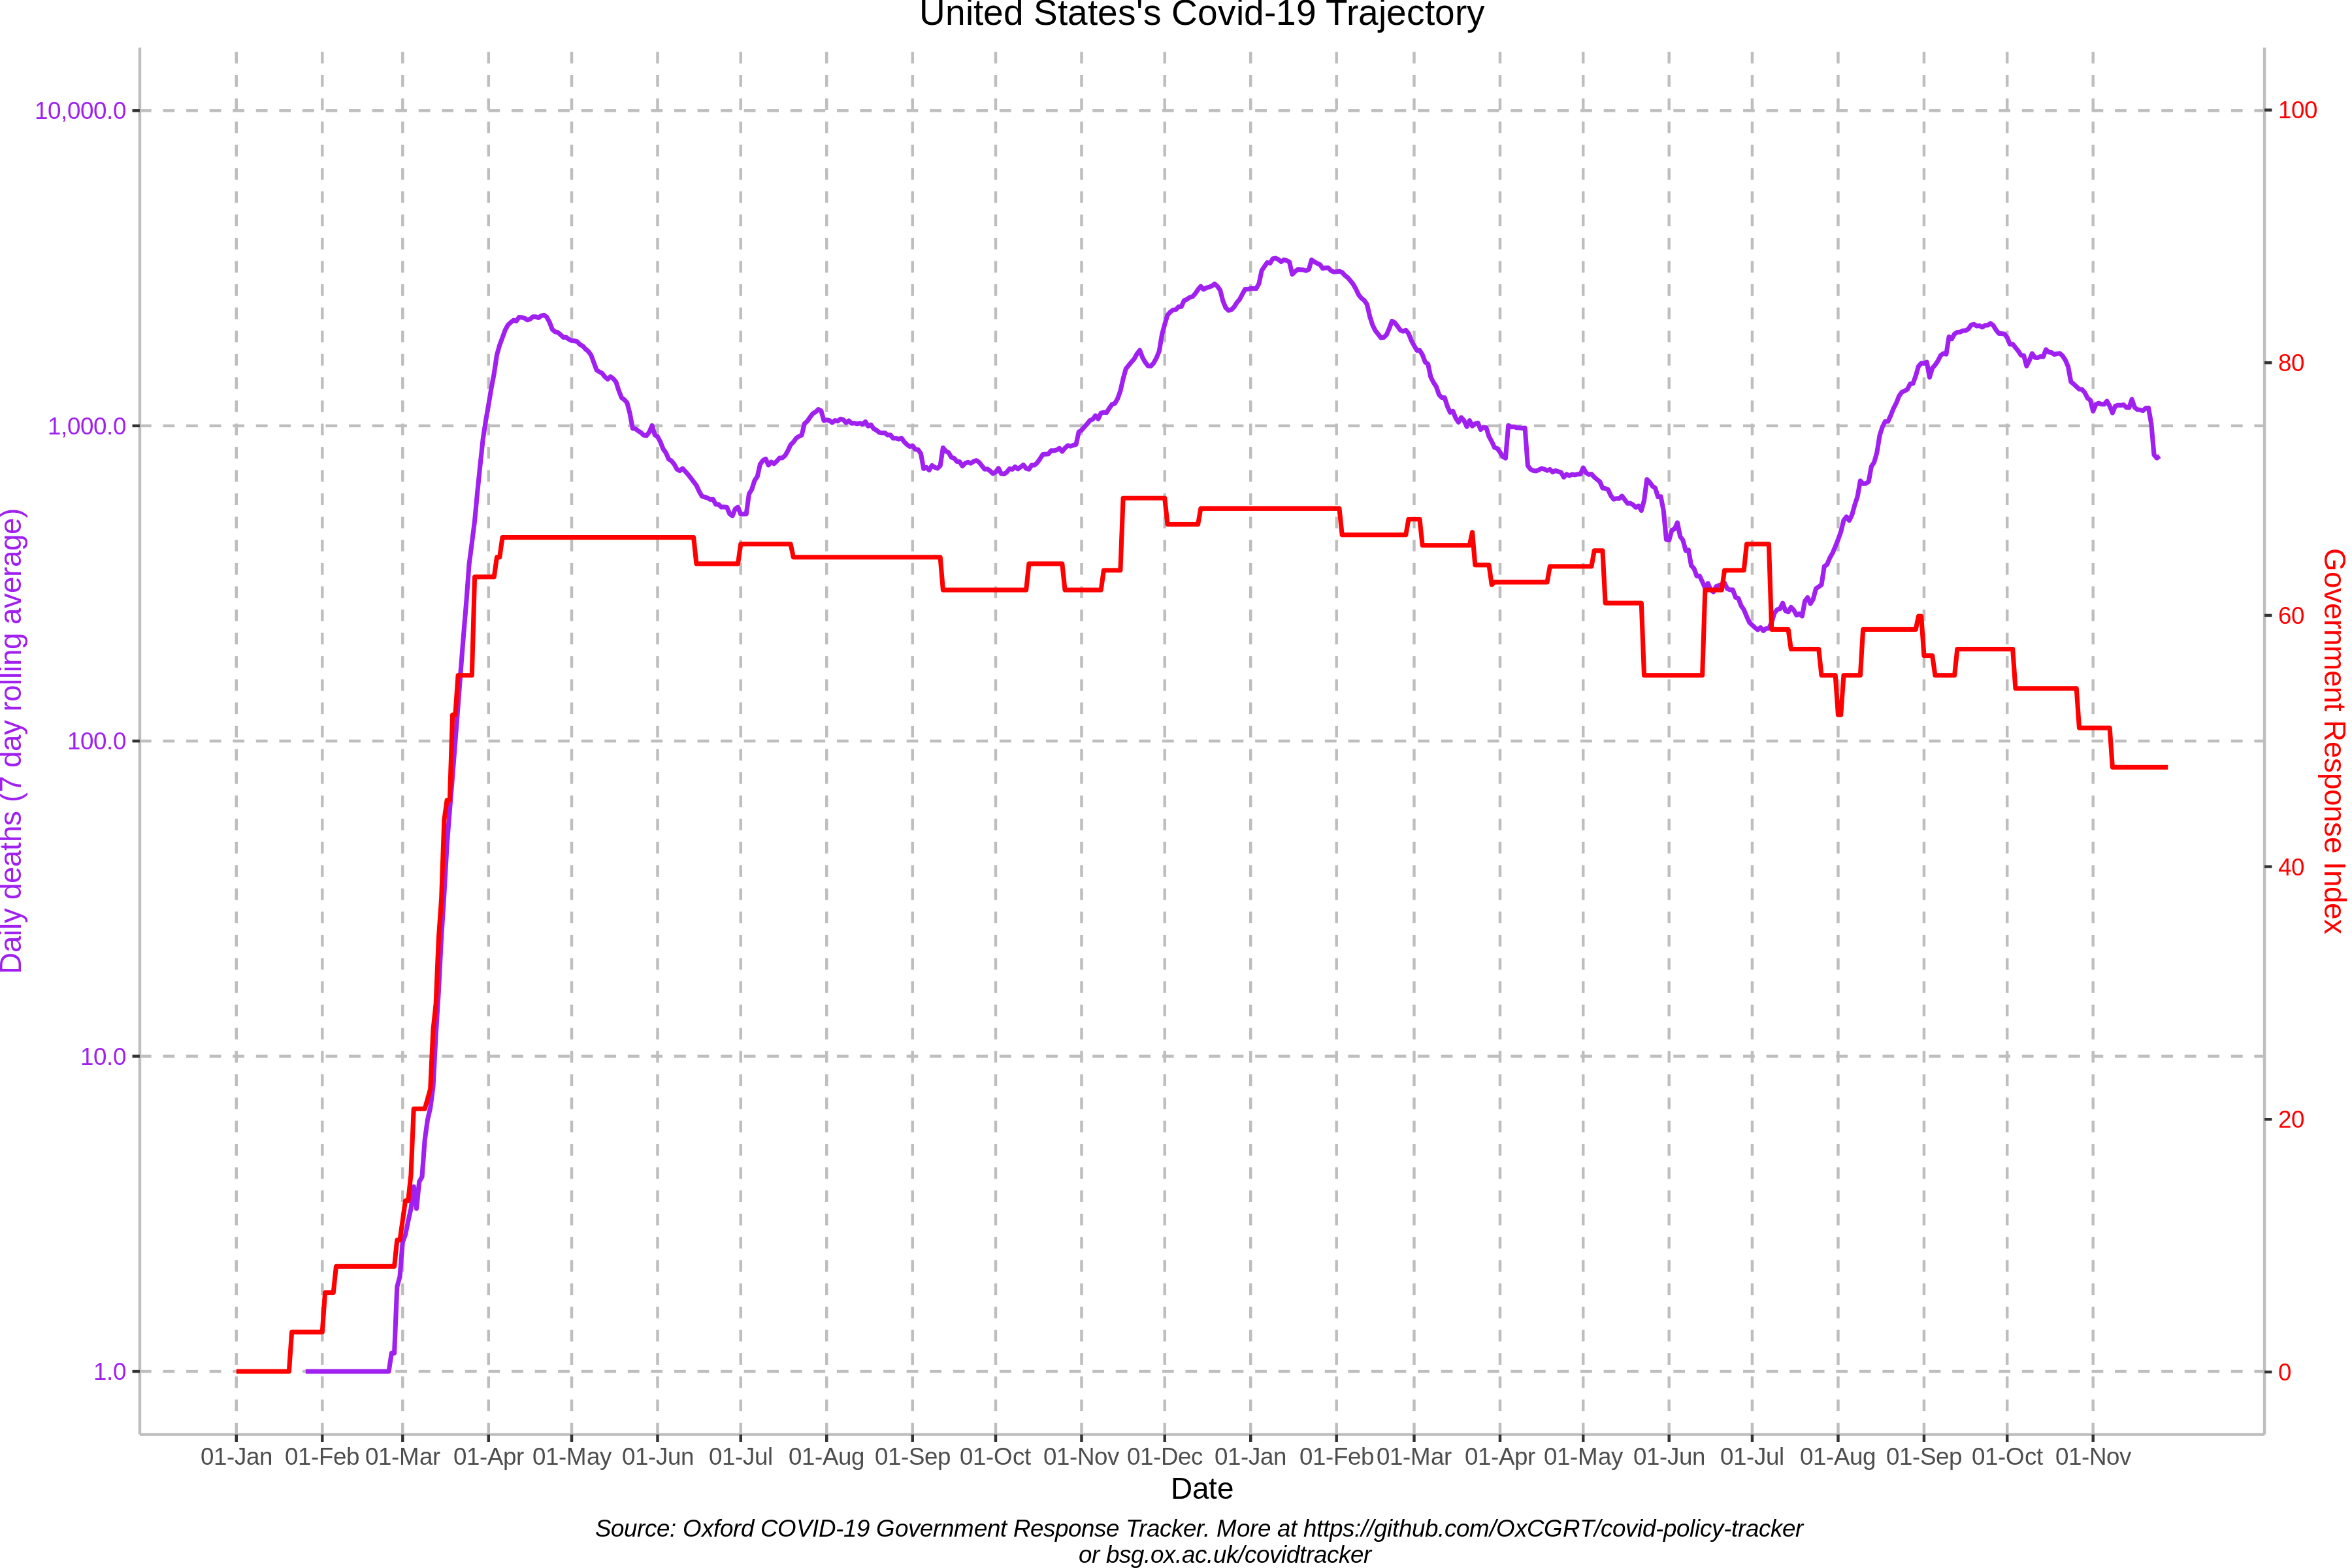 United States's Covid-19 Trajectory
10,000.0
1,000.0
100.0
10.0
1.0
Daily deaths (7 day rolling average)
100
80
60
40
20
0
Government Response Index
01-Jan 01-Feb 01-Mar 01-Apr 01-May 01-Jun 01-Jul 01-Aug 01-Sep 01-Oct 01-Nov 01-Dec 01-Jan 01-Feb 01-Mar 01-Apr 01-May 01-Jun 01-Jul 01-Aug 01-Sep 01-Oct 01-Nov
Date
Source: Oxford COVID-19 Government Response Tracker. More at https://github.com/OxCGRT/covid-policy-tracker
or bsg.ox.ac.uk/covidtracker